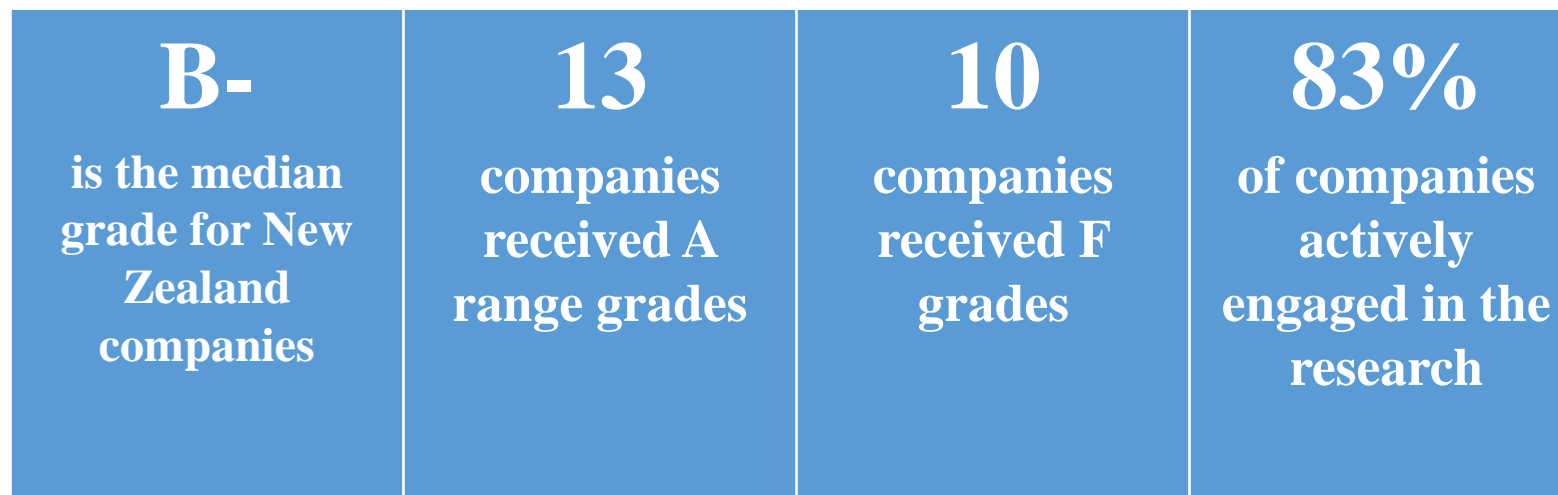 B-
is the median
grade for New
Zealand
companies
13
companies
received A
range grades
10
companies
received F
grades
83%
of companies
actively
engaged in the
research